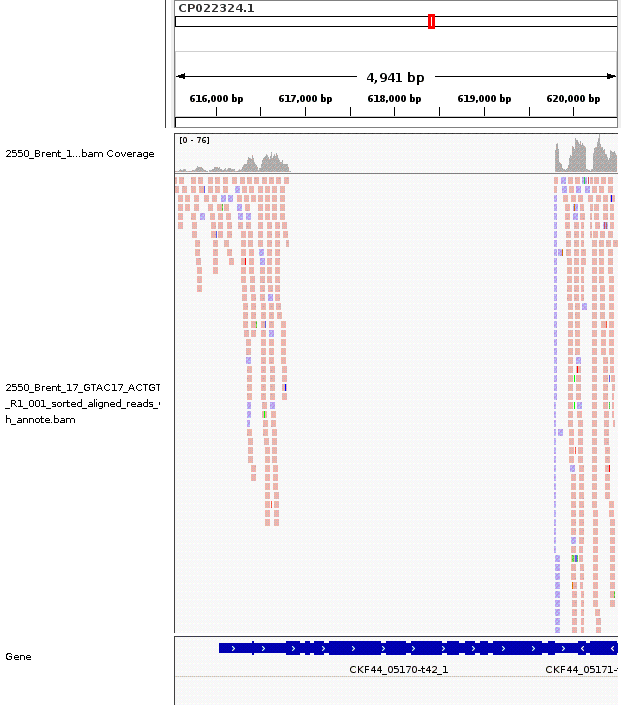 CP022324.1
4,941 bp
616,000 bp 617,000 bp 618,000 bp 619,000 bp 620,000 bp
[0 - 76]
2550_Brent_1...bam Coverage
2550_Brent_17_GTAC17_ACTGT
_R1_001_sorted_aligned_reads_
h_annote.bam
Gene
CKF44_05170-t42_1
CKF44_05171-